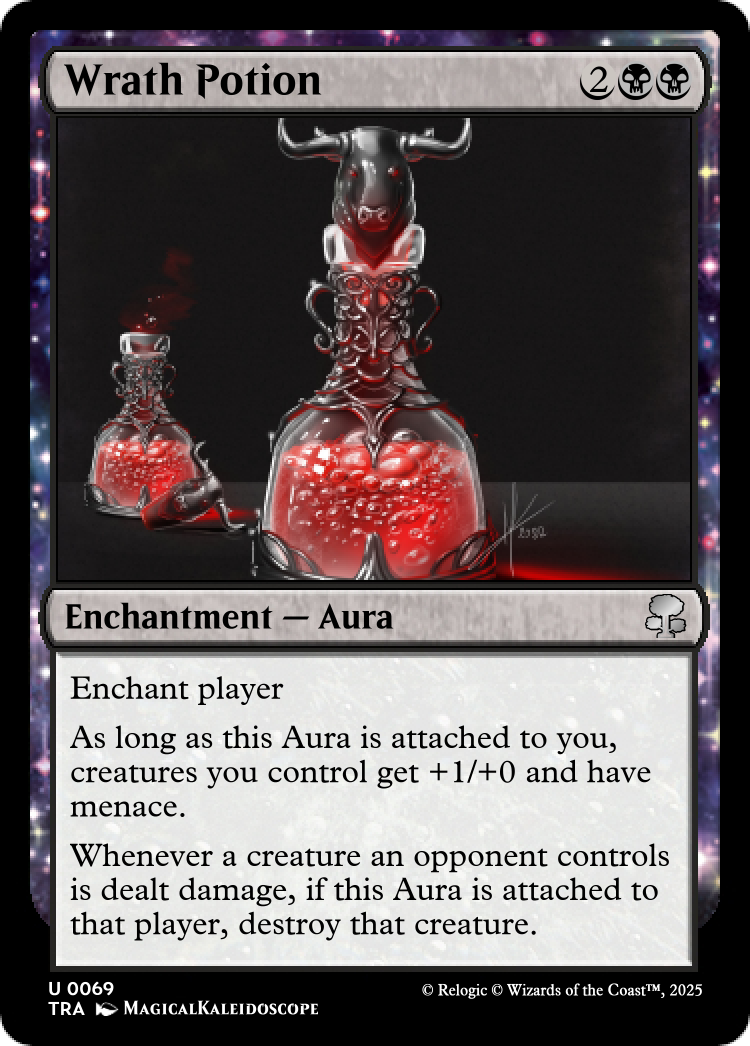 Wrath Potion 2
Enchantment — Aura
Enchant player
As long as this Aura is attached to you,
creatures you control get +1/+0 and have
menace.
Whenever a creature an opponent controls
is dealt damage, if this Aura is attached to
that player, destroy that creature.
U 0069 © Relogic © Wizards of the Coast™, 2025
TRA MagicalKaleidoscope